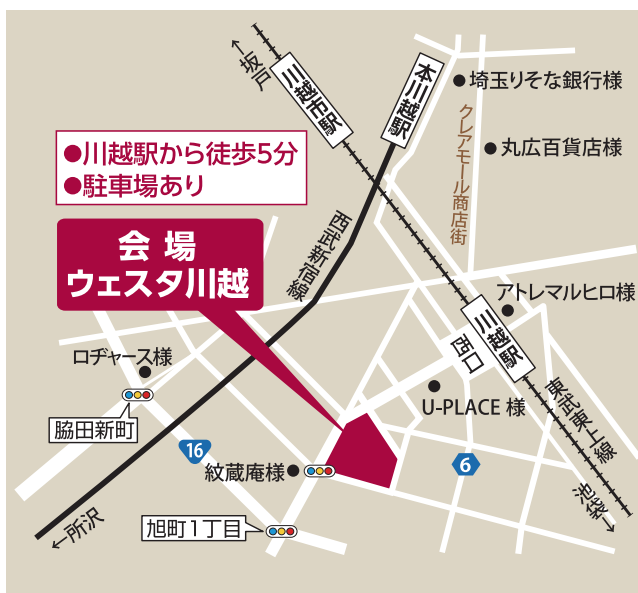 ←坂戸
川越市駅
本川越駅
●埼玉りそな銀行様
クレアモール商店街
●丸広百貨店様
●川越駅から徒歩5分
●駐車場あり
会場
ウェスタ川越
西武新宿線
アトレマルヒロ様
川越駅
西口
ロヂャース様
U-PLACE 様
東武東上線
脇田新町
16
紋蔵庵様
6
池袋→
旭町1丁目
←所沢